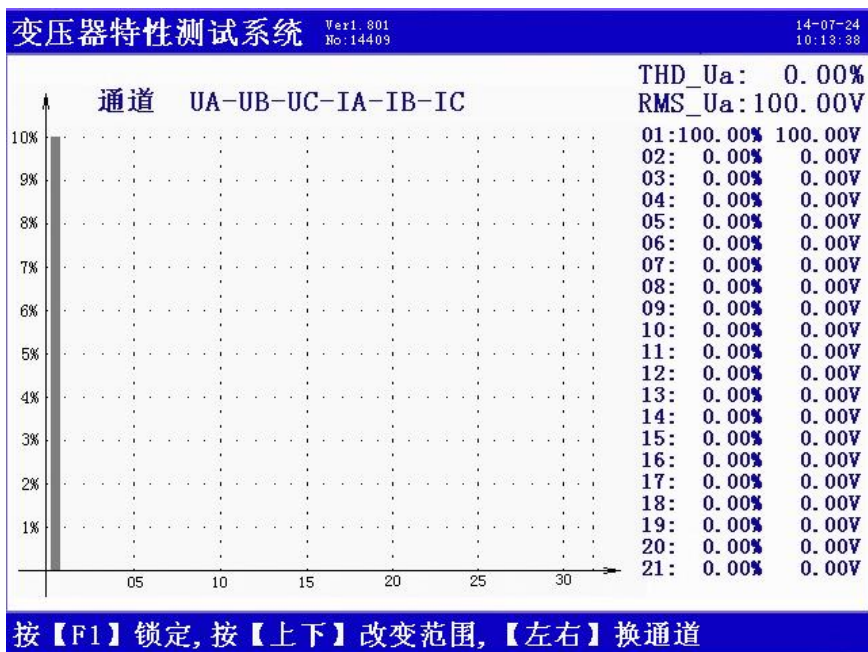 变压器特性测试系统 Ver1.801 14-07-24
No:14409 10:13:38
THD_Ua: 0.00%
通道 UA-UB-UC-IA-IB-IC
RMS_Ua:100.00V
10%
9%
8%
7%
6%
5%
4%
3%
2%
1%
05 10 15 20 25 30
01:100.00% 100.00V
02: 0.00% 0.00V
03: 0.00% 0.00V
04: 0.00% 0.00V
05: 0.00% 0.00V
06: 0.00% 0.00V
07: 0.00% 0.00V
08: 0.00% 0.00V
09: 0.00% 0.00V
10: 0.00% 0.00V
11: 0.00% 0.00V
12: 0.00% 0.00V
13: 0.00% 0.00V
14: 0.00% 0.00V
15: 0.00% 0.00V
16: 0.00% 0.00V
17: 0.00% 0.00V
18: 0.00% 0.00V
19: 0.00% 0.00V
20: 0.00% 0.00V
21: 0.00% 0.00V
按【F1】锁定,按【上下】改变范围,【左右】换通道